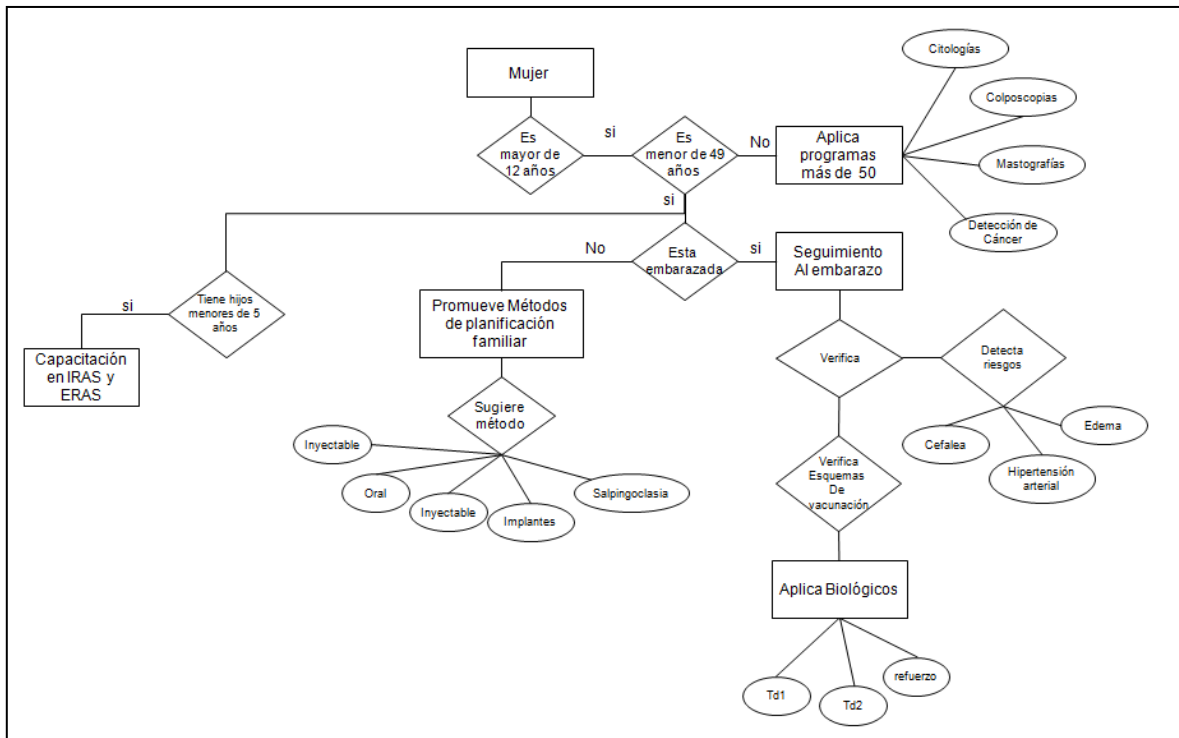 Mujer
Es
mayor de
12 años
si
Es
menor de 49
años
No
Aplica
programas
más de 50
Citologías
Colposcopias
Mastografías
Detección de
Cáncer
si
Tiene hijos
menores de 5
años
si
Capacitación
en IRAS y
ERAS
Esta
embarazada
No
si
Promueve Métodos
de planificación
familiar
Sugiere
método
Inyectable
Oral
Inyectable
Implantes
Salpingoclasia
Seguimiento
Al embarazo
Verifica
Detecta
riesgos
Cefalea
Hipertensión
arterial
Edema
Verifica
Esquemas
De
vacunación
Aplica Biológicos
Td1
Td2
refuerzo